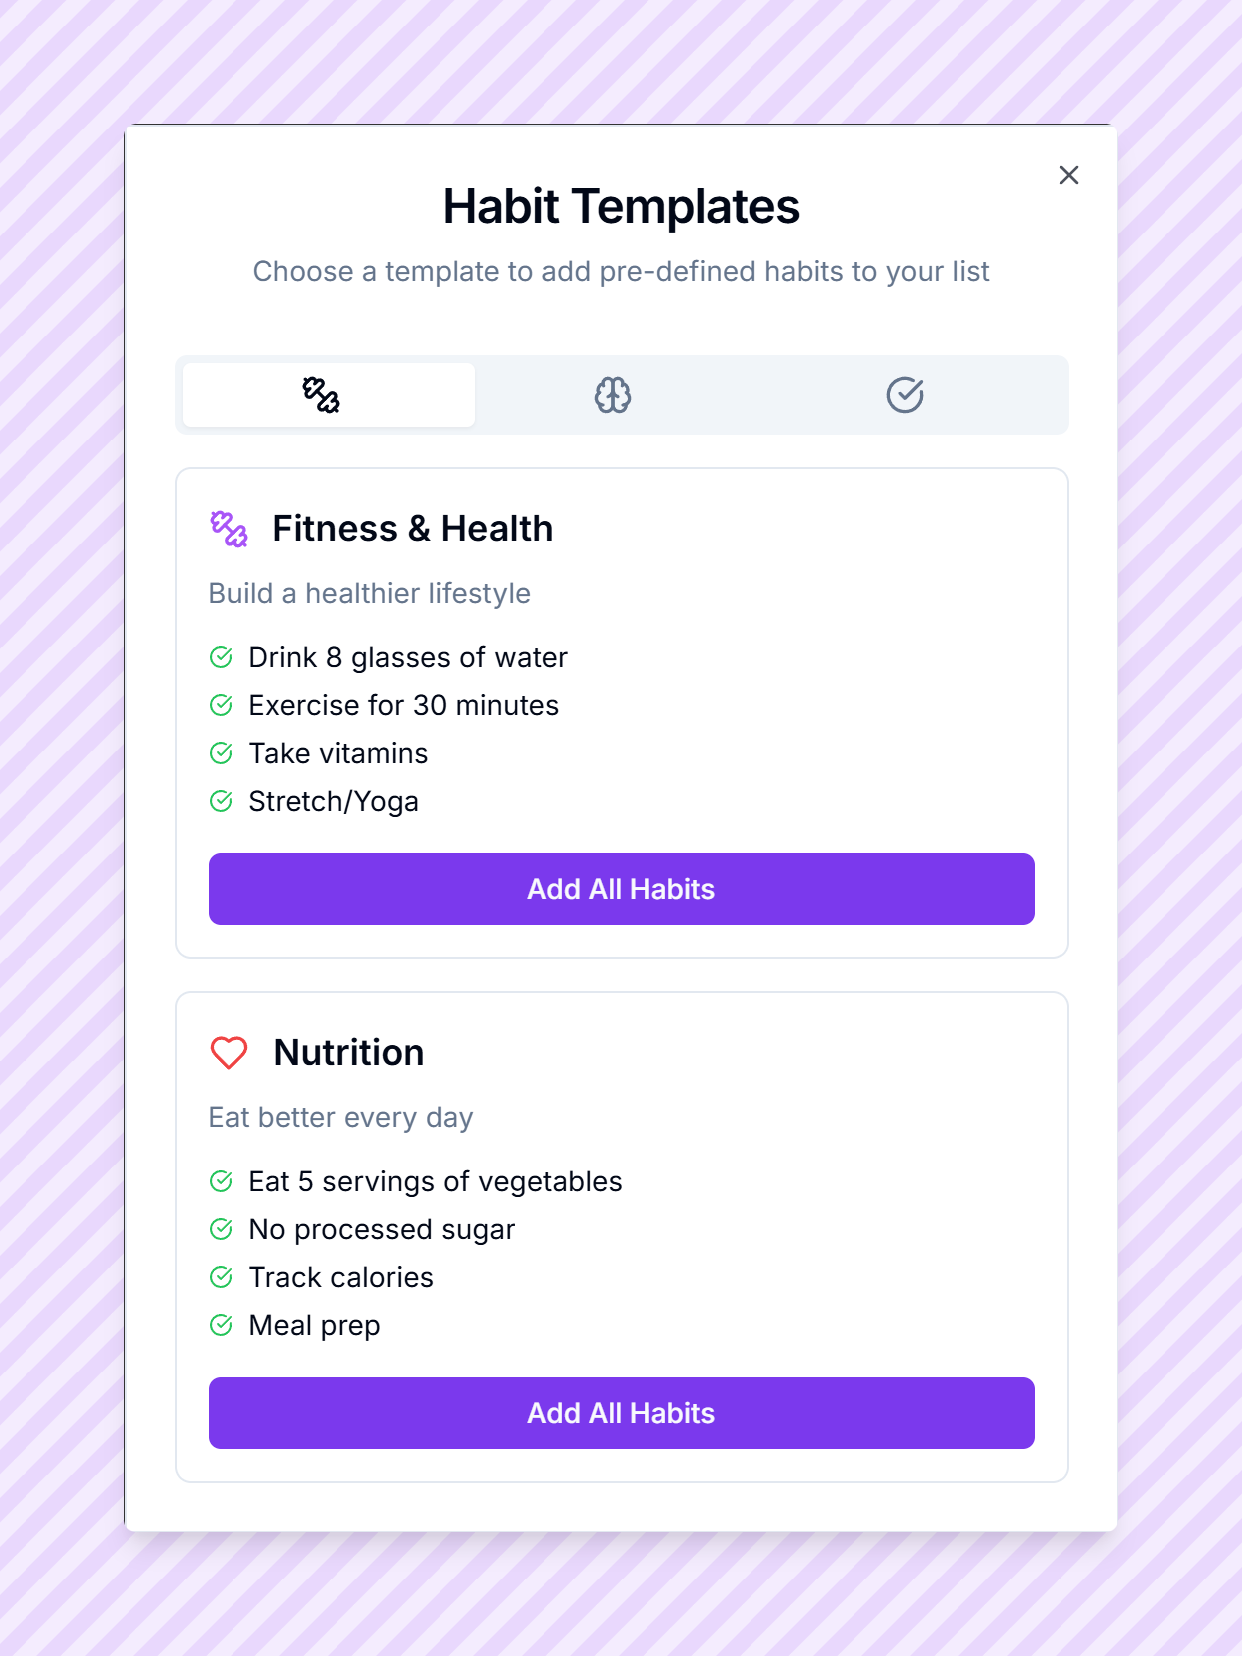 Habit Templates
Choose a template to add pre-defined habits to your list
Fitness & Health
Build a healthier lifestyle
Drink 8 glasses of water
Exercise for 30 minutes
Take vitamins
Stretch/Yoga
Add All Habits
Nutrition
Eat better every day
Eat 5 servings of vegetables
No processed sugar
Track calories
Meal prep
Add All Habits